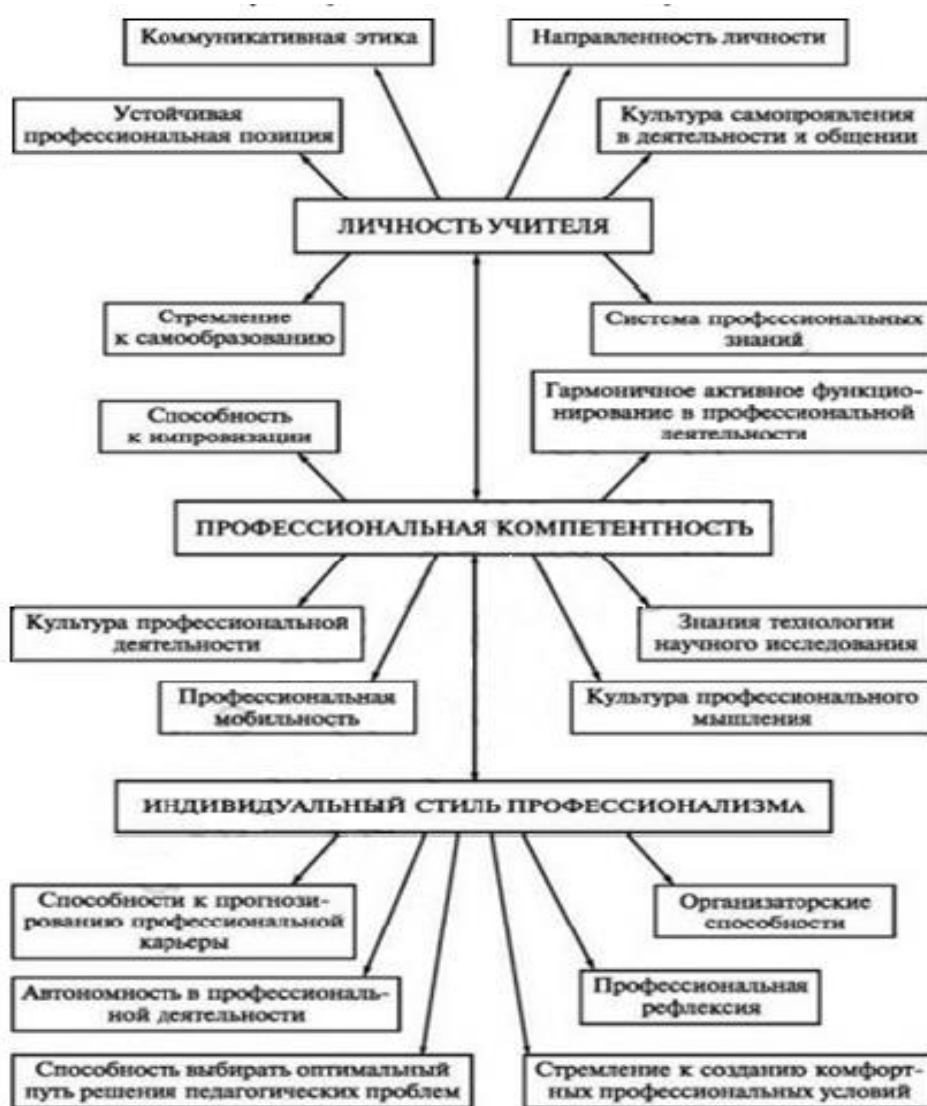 Коммуникативная этика
Направленность личности
Устойчивая
профессиональная позиция
Культура самопроявления
в деятельности и общении
ЛИЧНОСТЬ УЧИТЕЛЯ
Стремление
к самообразованию
Система профессиональных
знаний
Способность
к импровизации
Гармоничное активное функцио-
нирование в профессиональной
деятельности
ПРОФЕССИОНАЛЬНАЯ КОМПЕТЕНТНОСТЬ
Культура профессиональной
деятельности
Знания технологии
научного исследования
Профессиональная
мобильность
Культура профессионального
мышления
ИНДИВИДУАЛЬНЫЙ СТИЛЬ ПРОФЕССИОНАЛИЗМА
Способности к прогнози-
рованию профессиональной
карьеры
Организаторские
способности
Автономность в профессиональ-
ной деятельности
Профессиональная
рефлексия
Способность выбирать оптимальный
путь решения педагогических проблем
Стремление к созданию комфорт-
ных профессиональных условий